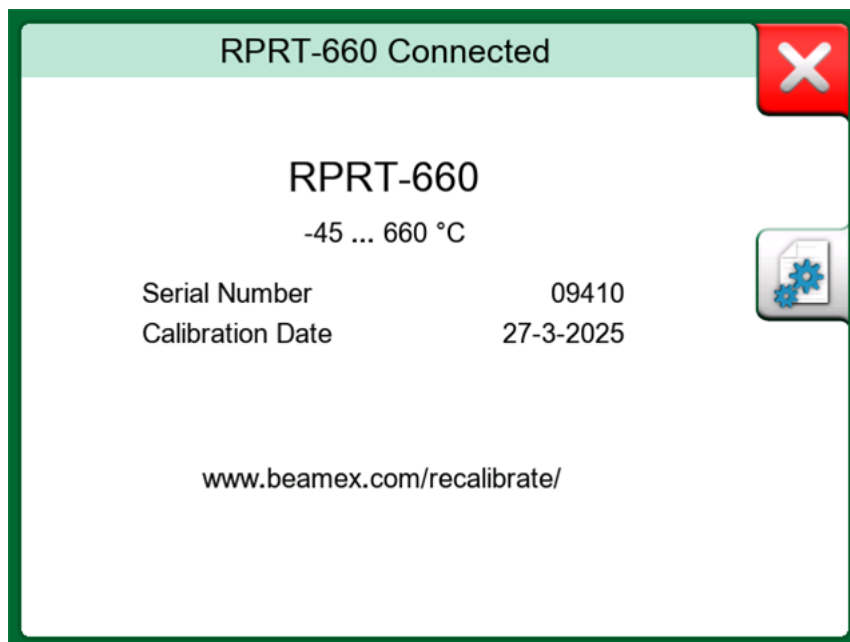 RPRT-660 Connected
RPRT-660
-45 ... 660 °C
Serial Number 09410
Calibration Date 27-3-2025
www.beamex.com/recalibrate/